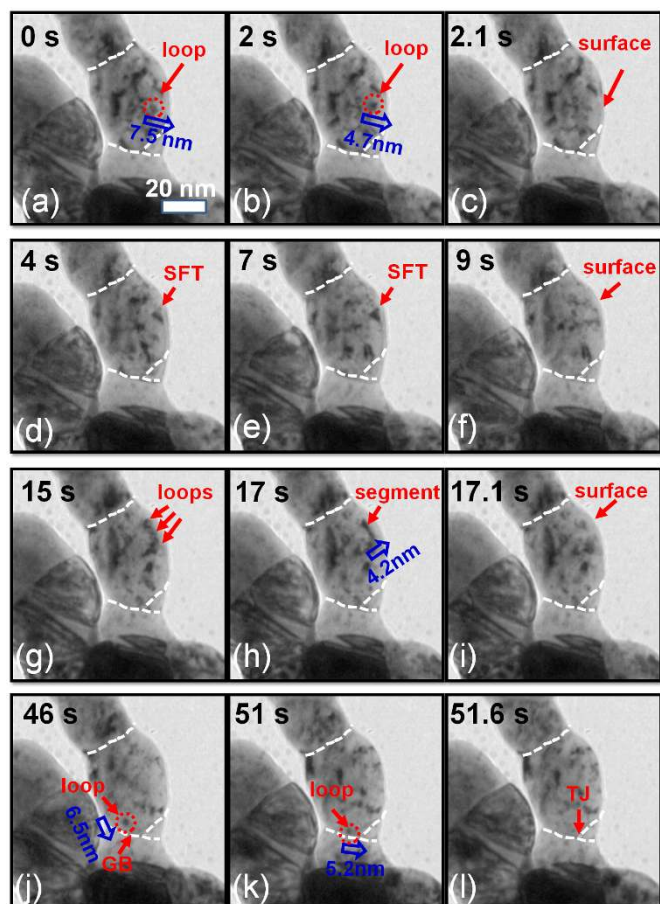 0 s
loop
7.5 nm
20 nm
(a)
2 s
loop
4.7nm
(b)
2.1 s
surface
(c)
4 s
SFT
(d)
7 s
SFT
(e)
9 s
surface
(f)
15 s
loops
(g)
17 s
segment
4.2nm
(h)
17.1 s
surface
(i)
46 s
loop
6.5nm
GB
(j)
51 s
loop
5.2nm
(k)
51.6 s
TJ
(l)